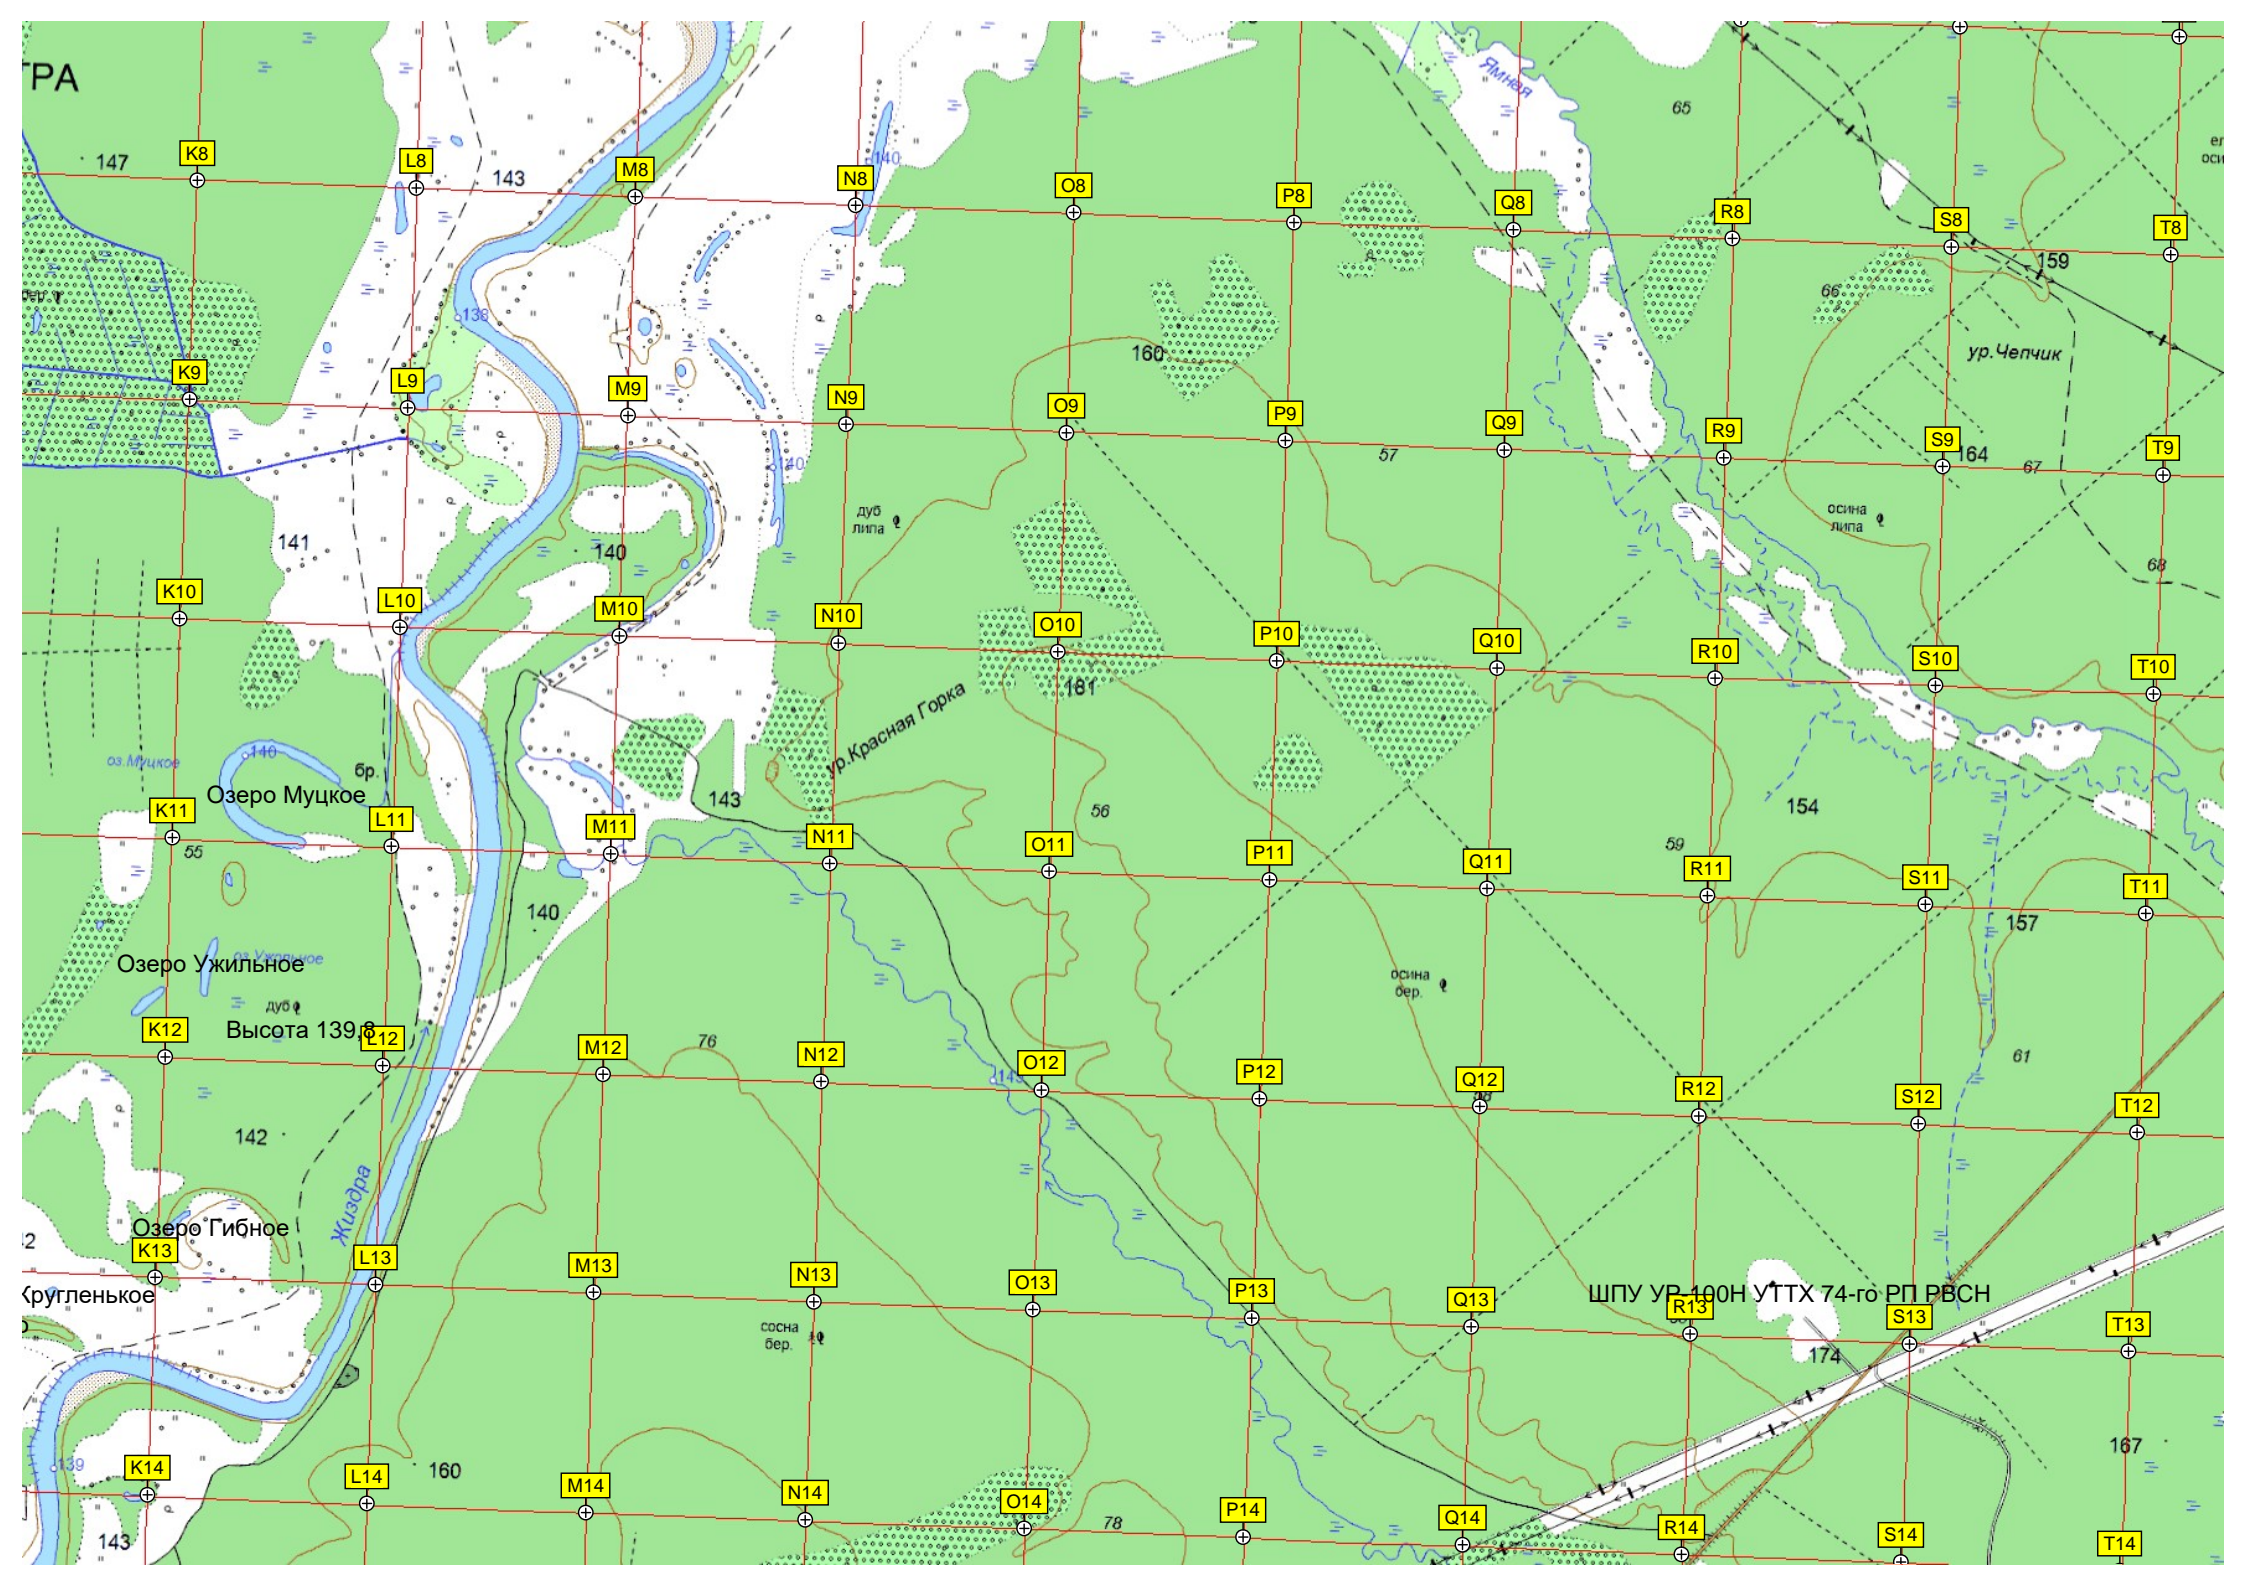 ТРА
Ямная
65
147
K8
L8
143
M8
140
N8
O8
P8
Q8
R8
S8
T8
159
66
138
160
ур.Чепчик
K9
L9
M9
N9
O9
P9
Q9
R9
S9
T9
57
164
67
140
дуб
липа
осина
липа
141
140
68
K10
L10
M10
N10
O10
P10
Q10
R10
S10
T10
181
ур.Красная Горка
140
оз.Муцкое
бр.
Озеро Муцкое
143
56
154
K11
L11
M11
N11
O11
P11
Q11
R11
S11
T11
55
59
140
157
оз.Ужильное
Озеро Ужильное
осина
бер.
дуб
Высота 139,8
K12
L12
M12
76
N12
O12
P12
Q12
R12
S12
T12
61
58
142
Жиздра
Озеро Гибное
K13
L13
M13
N13
O13
P13
Q13
R13
S13
T13
Кругленькое
ШПУ УР-100Н УТТХ 74-го РП РВСН
сосна
бер.
174
139
160
167
K14
L14
M14
N14
O14
78
P14
Q14
R14
S14
T14
143